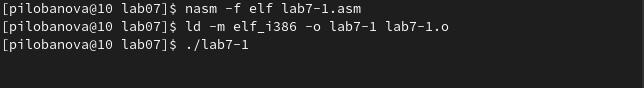 [pilobanova@10 lab07]$ nasm -f elf lab7-1.asm
[pilobanova@10 lab07]$ ld -m elf_i386 -o lab7-1 lab7-1.o
[pilobanova@10 lab07]$ ./lab7-1